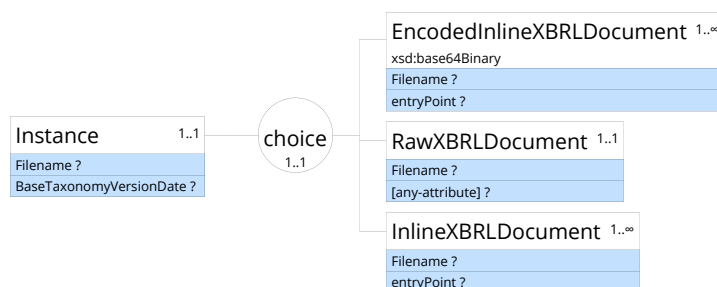 EncodedInlineXBRLDocument 1..∞
xsd:base64Binary
Filename ?
entryPoint ?
Instance 1..1
Filename ?
BaseTaxonomyVersionDate ?
choice
1..1
RawXBRLDocument 1..1
Filename ?
[any-attribute] ?
InlineXBRLDocument 1..∞
Filename ?
entryPoint ?